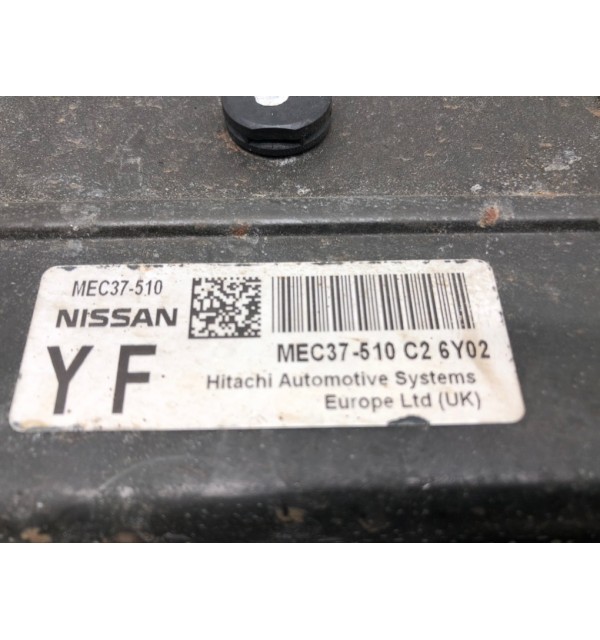 MEC37-510
NISSAN
YF
MEC37-510 C2 6Y02
Hitachi Automotive Systems
Europe Ltd (UK)